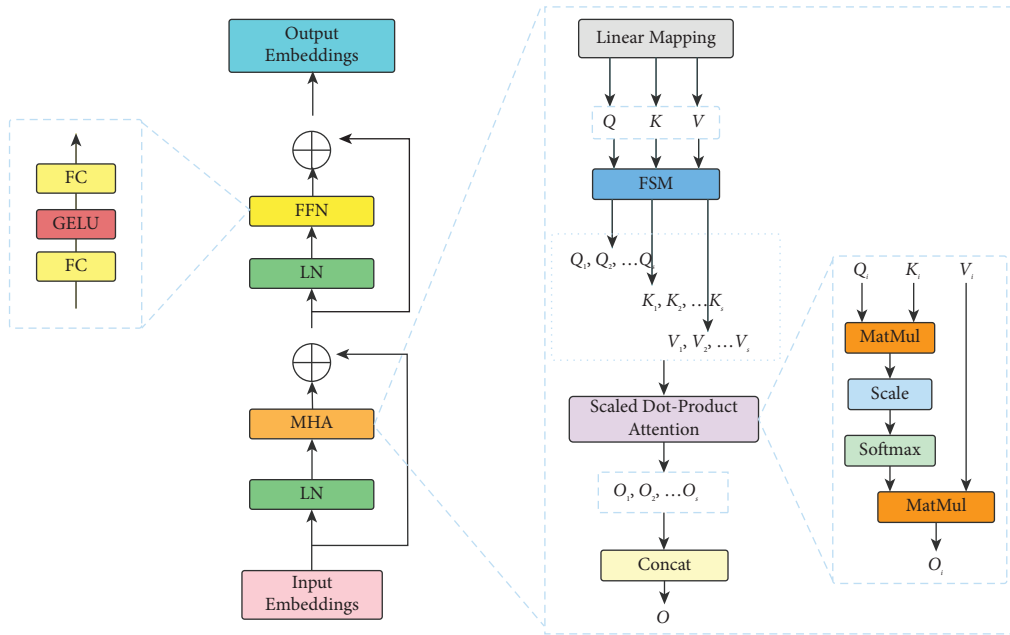 Output
Embeddings
FFN
LN
MHA
LN
Input
Embeddings
FC
GELU
FC
Linear Mapping
Q K V
FSM
Q₁, Q₂, ...Qₛ
K₁, K₂, ...Kₛ
V₁, V₂, ...Vₛ
Scaled Dot-Product
Attention
O₁, O₂, ...Oₛ
Concat
O
Qᵢ Kᵢ Vᵢ
MatMul
Scale
Softmax
MatMul
Oᵢ